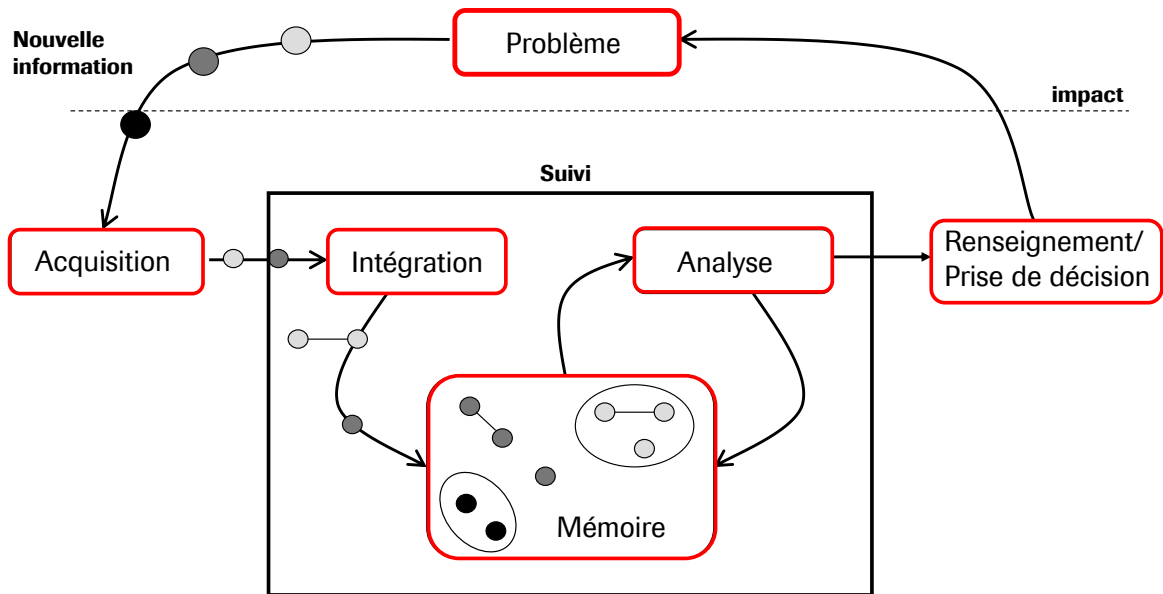 Nouvelle
information
Problème
impact
Suivi
Acquisition
Intégration
Analyse
Renseignement/
Prise de décision
Mémoire